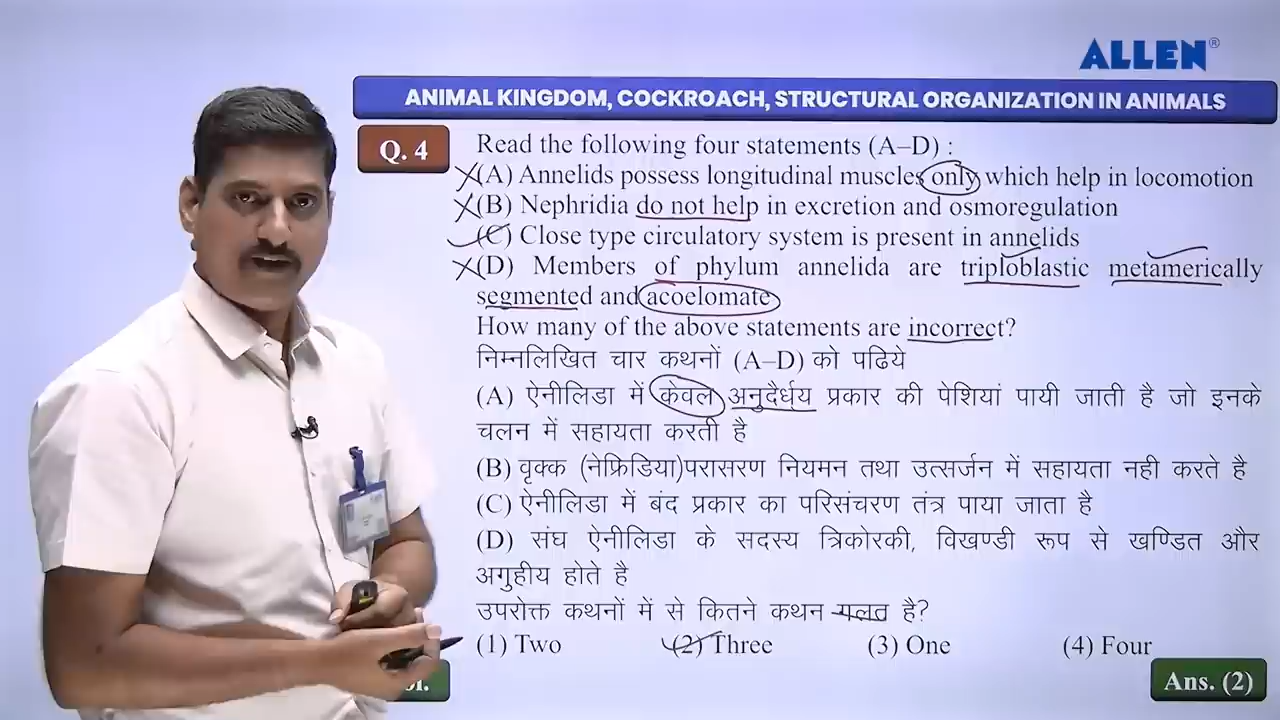 ALLEN®
ANIMAL KINGDOM, COCKROACH, STRUCTURAL ORGANIZATION IN ANIMALS
Q. 4
Read the following four statements (A–D) :
(A) Annelids possess longitudinal muscles only which help in locomotion
(B) Nephridia do not help in excretion and osmoregulation
(C) Close type circulatory system is present in annelids
(D) Members of phylum annelida are triploblastic metamerically
segmented and acoelomate
How many of the above statements are incorrect?
निम्नलिखित चार कथनों (A–D) को पढिये
(A) ऐनीलिडा में केवल अनुदैर्धय प्रकार की पेशियां पायी जाती है जो इनके
चलन में सहायता करती है
(B) वृक्क (नेफ्रिडिया)परासरण नियमन तथा उत्सर्जन में सहायता नही करते है
(C) ऐनीलिडा में बंद प्रकार का परिसंचरण तंत्र पाया जाता है
(D) संघ ऐनीलिडा के सदस्य त्रिकोरकी, विखण्डी रूप से खण्डित और
अगुहीय होते है
उपरोक्त कथनों में से कितने कथन गलत है?
(1) Two (2) Three (3) One (4) Four
Ans. (2)